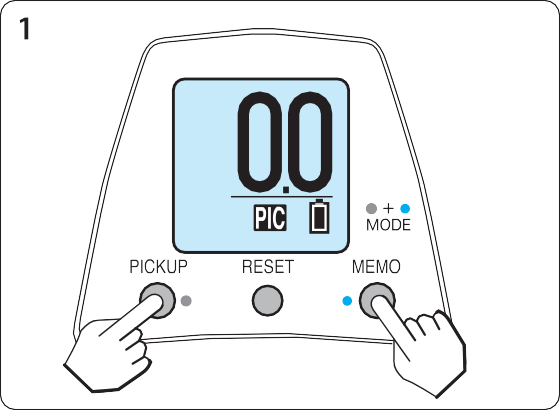 1
0.0
PIC
+
MODE
PICKUP RESET MEMO